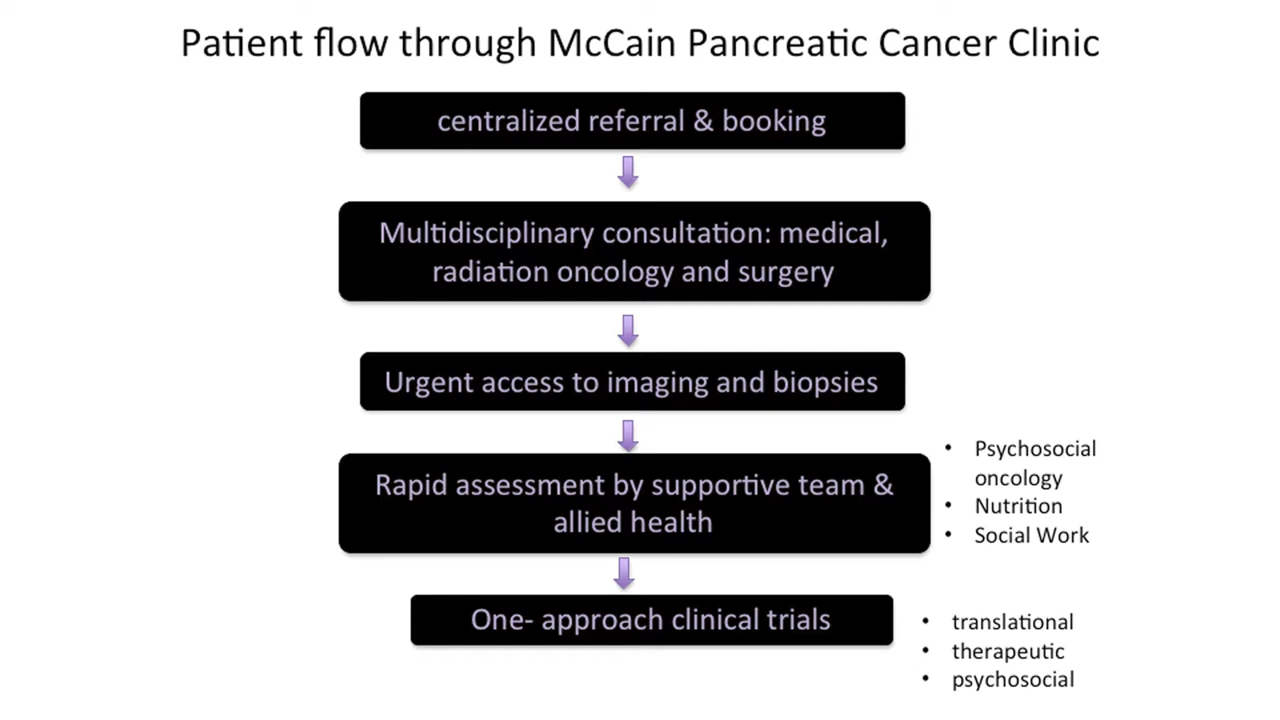 Patient flow through McCain Pancreatic Cancer Clinic
centralized referral & booking
Multidisciplinary consultation: medical,
radiation oncology and surgery
Urgent access to imaging and biopsies
Rapid assessment by supportive team &
allied health
• Psychosocial
oncology
• Nutrition
• Social Work
One- approach clinical trials
• translational
• therapeutic
• psychosocial